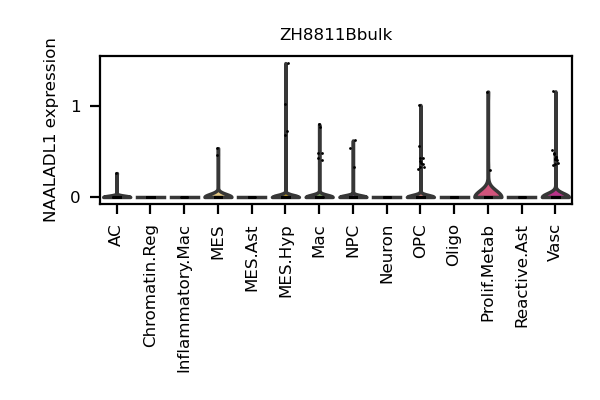 ZH8811Bbulk
NAALADL1 expression
1
0
AC
Chromatin.Reg
Inflammatory.Mac
MES
MES.Ast
MES.Hyp
Mac
NPC
Neuron
OPC
Oligo
Prolif.Metab
Reactive.Ast
Vasc